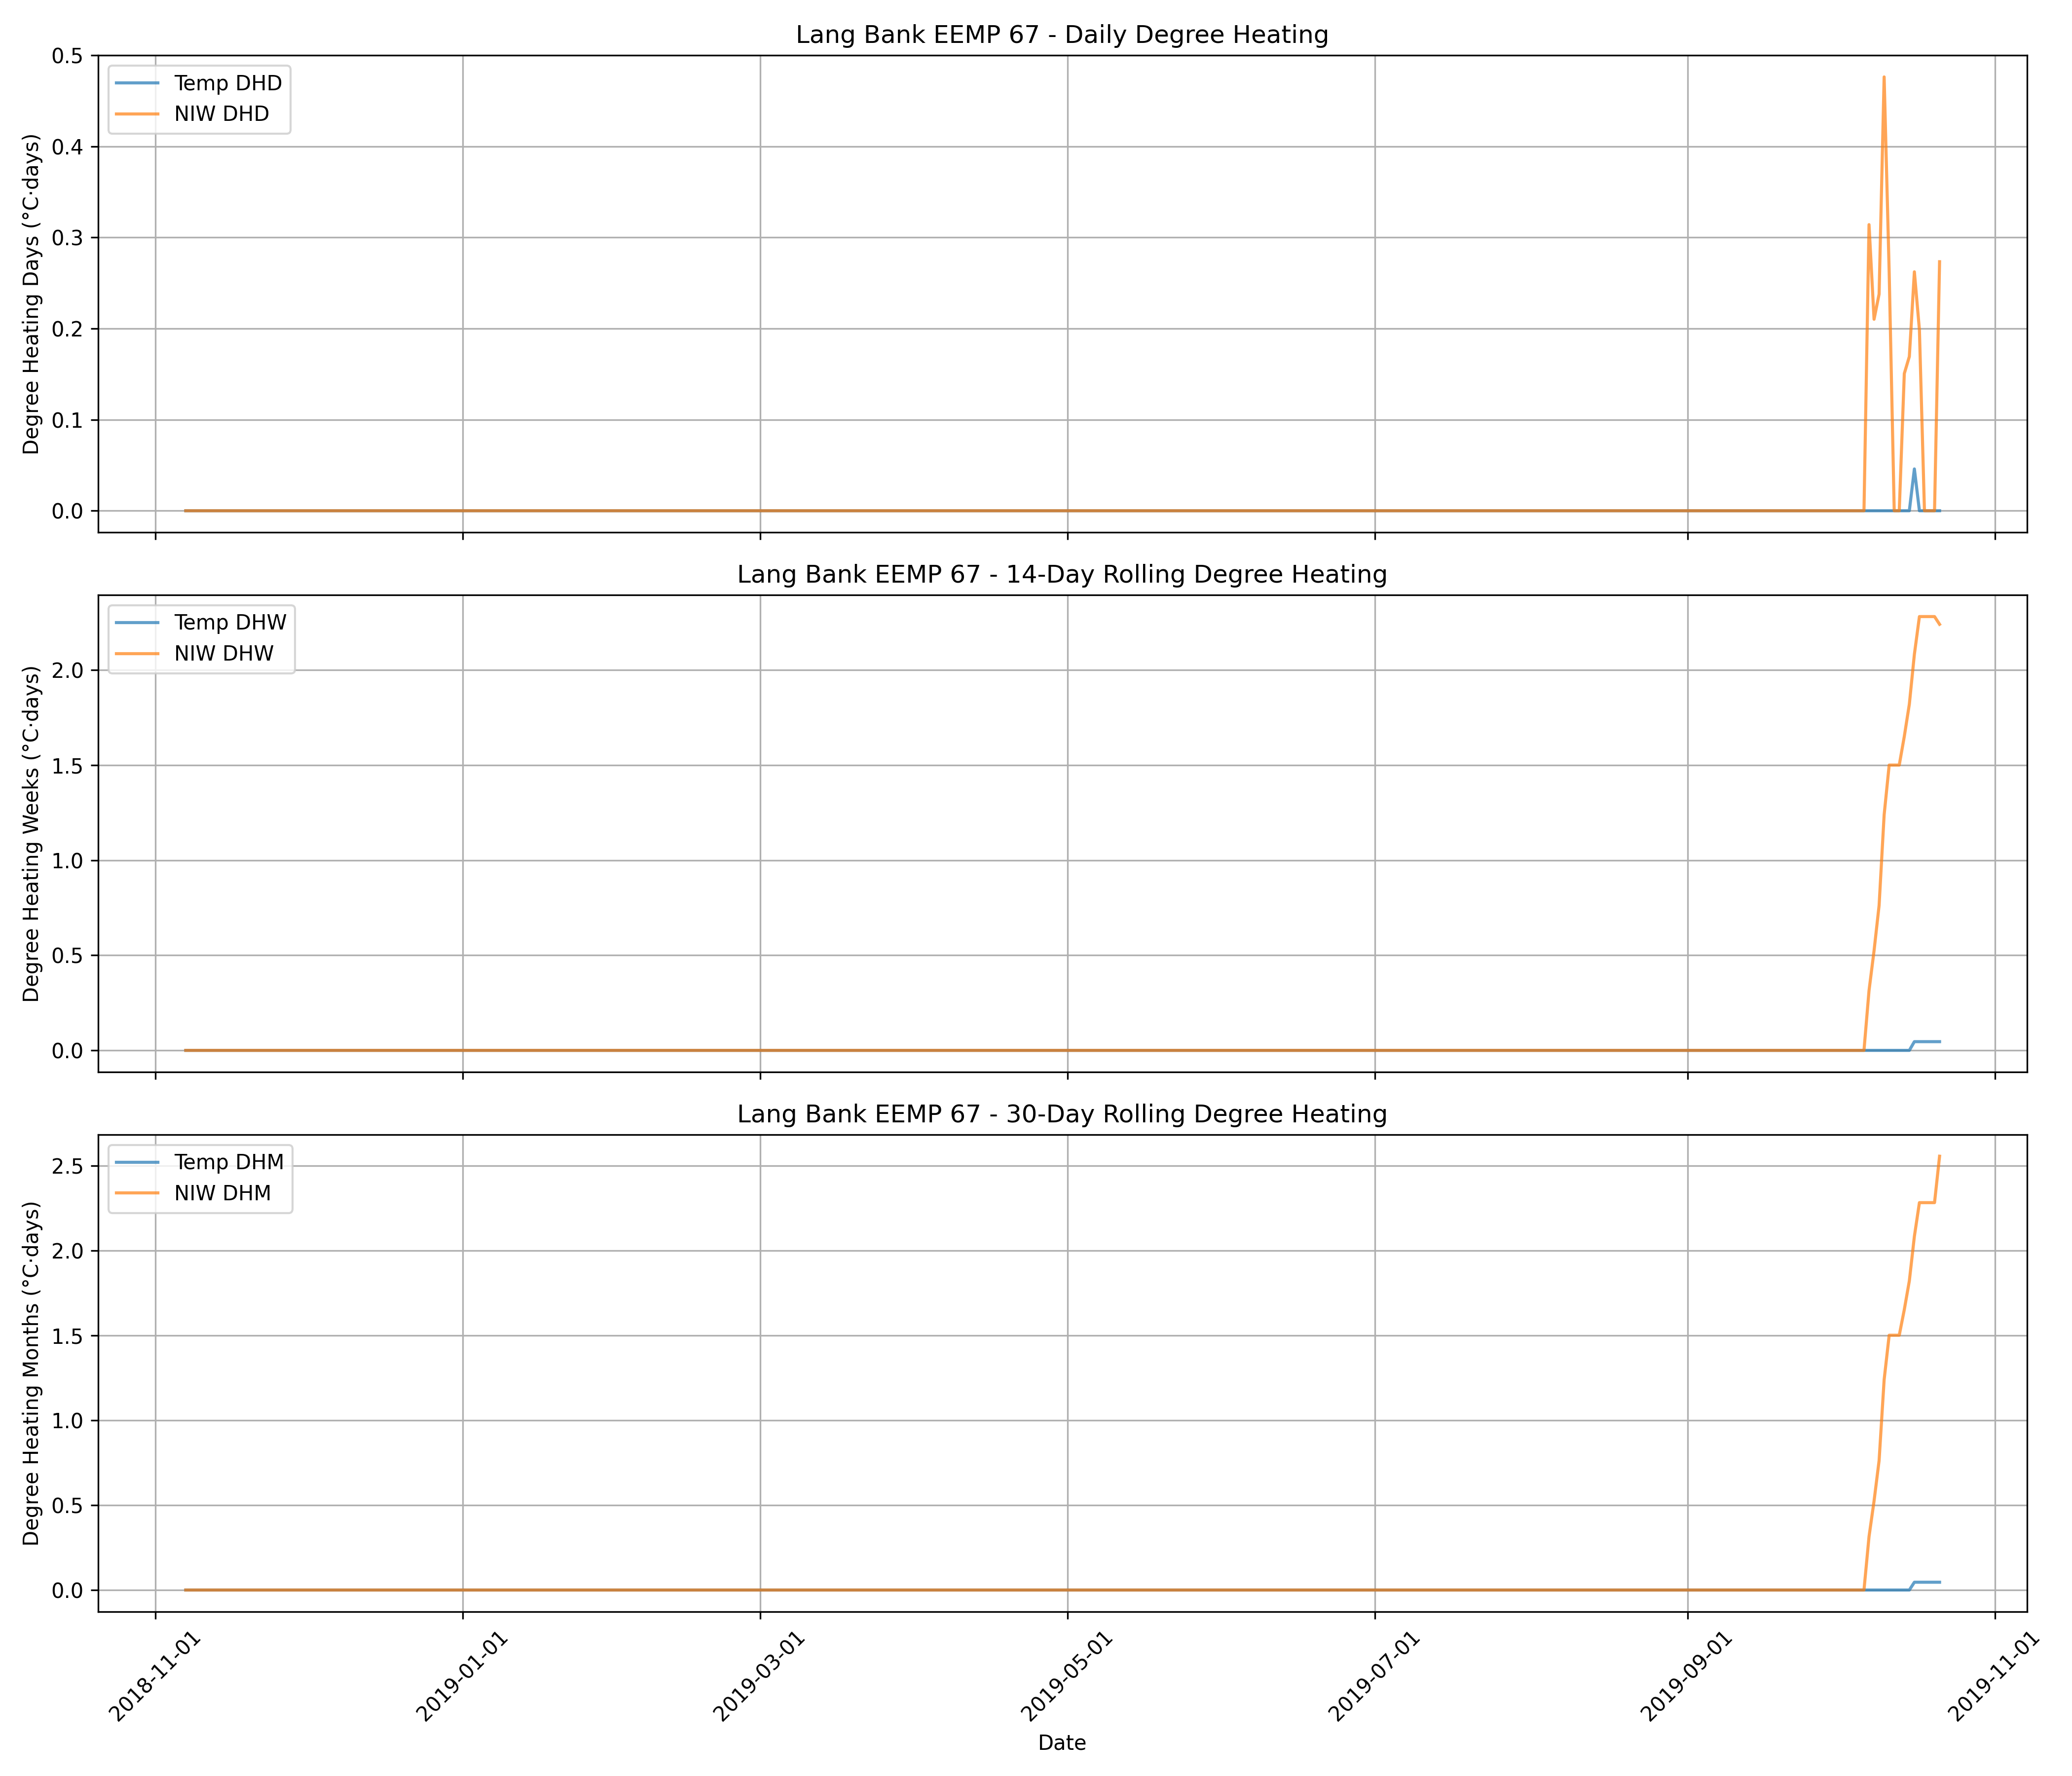 Lang Bank EEMP 67 - Daily Degree Heating
Degree Heating Days (°C·days)
0.5
0.4
0.3
0.2
0.1
0.0
Temp DHD
NIW DHD
Lang Bank EEMP 67 - 14-Day Rolling Degree Heating
Degree Heating Weeks (°C·days)
2.0
1.5
1.0
0.5
0.0
Temp DHW
NIW DHW
Lang Bank EEMP 67 - 30-Day Rolling Degree Heating
Degree Heating Months (°C·days)
2.5
2.0
1.5
1.0
0.5
0.0
Temp DHM
NIW DHM
2018-11-01
2019-01-01
2019-03-01
2019-05-01
2019-07-01
2019-09-01
2019-11-01
Date